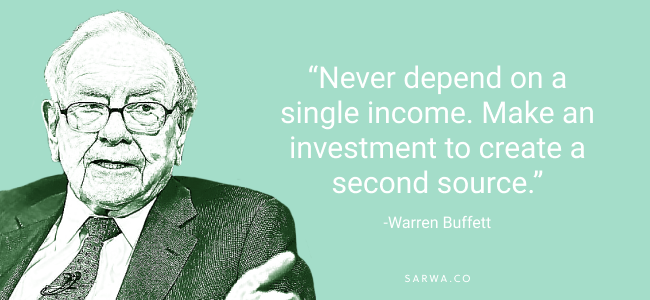 “Never depend on a
single income. Make an
investment to create a
second source.”
-Warren Buffett
SARWA.CO